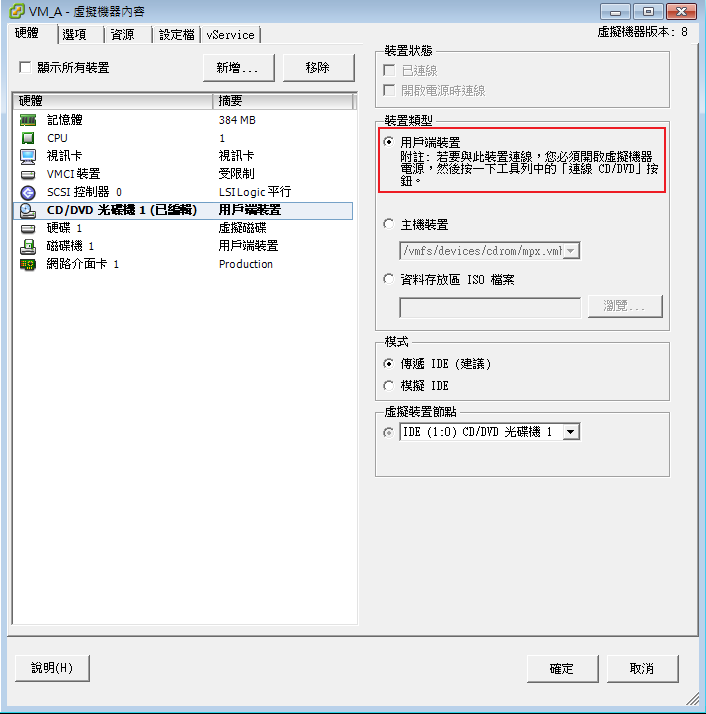 VM_A - 虛擬機器內容
硬體 選項 資源 設定檔 vService
虛擬機器版本: 8
顯示所有裝置
新增... 移除
硬體 摘要
記憶體 384 MB
CPU 1
視訊卡 視訊卡
VMCI 裝置 受限制
SCSI 控制器 0 LSI Logic 平行
CD/DVD 光碟機 1 (已編輯) 用戶端裝置
硬碟 1 虛擬磁碟
磁碟機 1 用戶端裝置
網路介面卡 1 Production
裝置狀態
已連線
開啟電源時連線
裝置類型
用戶端裝置
附註: 若要與此裝置連線，您必須開啟虛擬機器
電源，然後按一下工具列中的「連線 CD/DVD」按
鈕。
主機裝置
/vmfs/devices/cdrom/mpx.vmh
資料存放區 ISO 檔案
瀏覽...
模式
傳遞 IDE (建議)
模擬 IDE
虛擬裝置節點
IDE (1:0) CD/DVD 光碟機 1
說明(H) 確定 取消